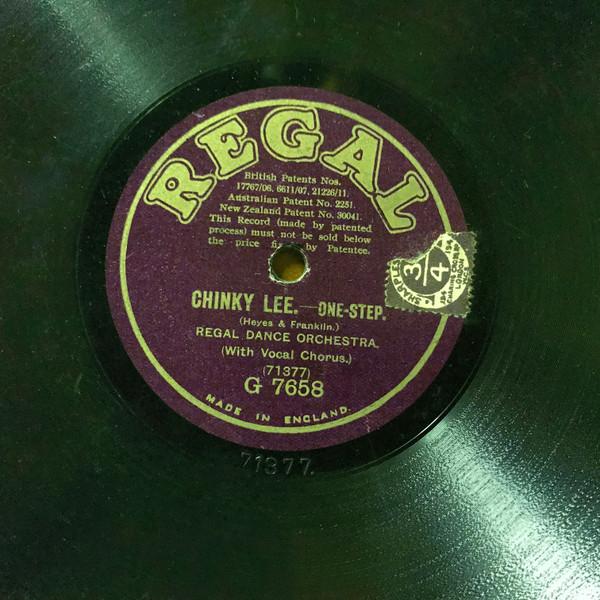 REGAL
British Patents Nos.
17767/06. 6611/07, 21226/11.
Australian Patent No. 2251.
New Zealand Patent No. 30041.
This Record (made by patented
process) must not be sold below
the price by Patentee.
CHINKY LEE.—ONE-STEP.
(Heyes & Franklin.)
REGAL DANCE ORCHESTRA.
(With Vocal Chorus.)
(71377)
G 7658
MADE IN ENGLAND.
71377.
3/4
LONDON